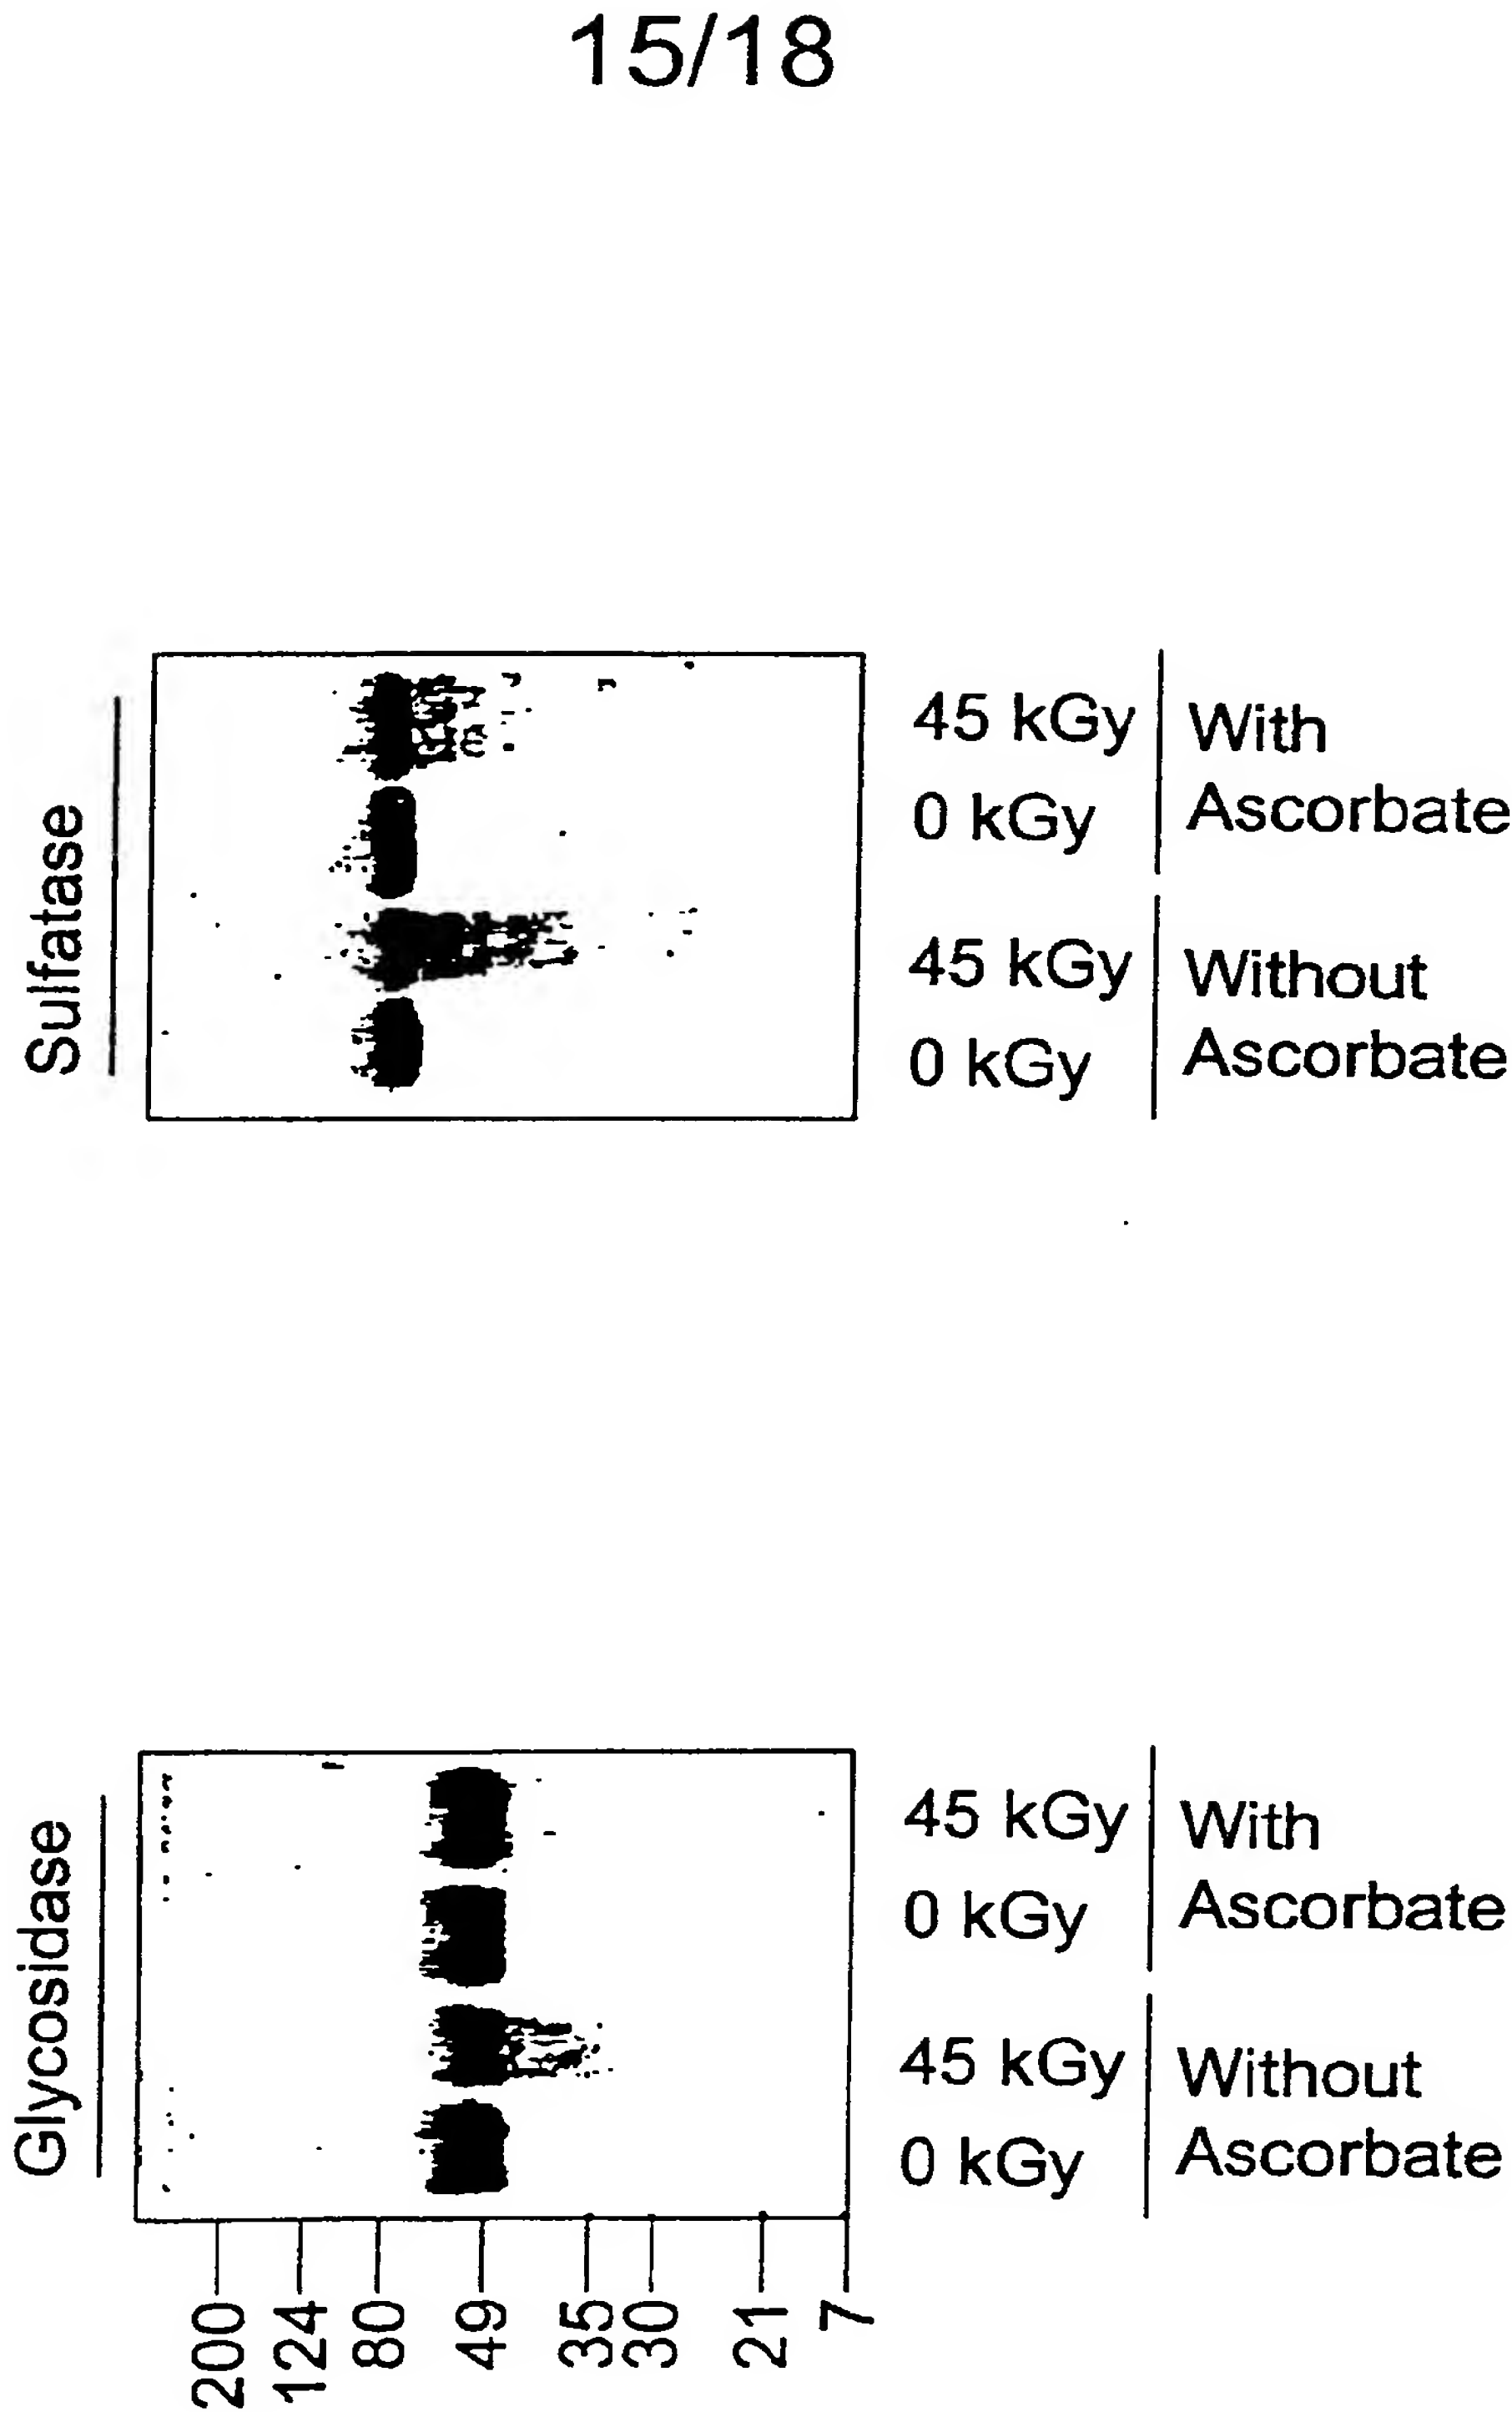 15/18
Sulfatase
45 kGy
0 kGy
With
Ascorbate
45 kGy
0 kGy
Without
Ascorbate
Glycosidase
45 kGy
0 kGy
With
Ascorbate
45 kGy
0 kGy
Without
Ascorbate
200
124
80
49
35
30
21
7